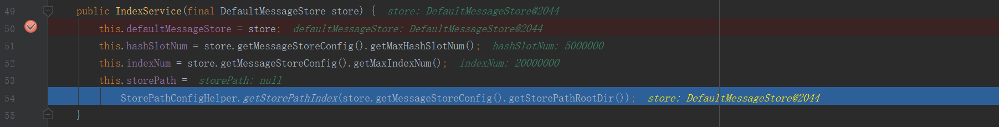 49 public IndexService(final DefaultMessageStore store) { store: DefaultMessageStore@2044
50 this.defaultMessageStore = store; defaultMessageStore: DefaultMessageStore@2044
51 this.hashSlotNum = store.getMessageStoreConfig().getMaxHashSlotNum(); hashSlotNum: 5000000
52 this.indexNum = store.getMessageStoreConfig().getMaxIndexNum(); indexNum: 20000000
53 this.storePath = storePath: null
54 StorePathConfigHelper.getStorePathIndex(store.getMessageStoreConfig().getStorePathRootDir()); store: DefaultMessageStore@2044
55 }